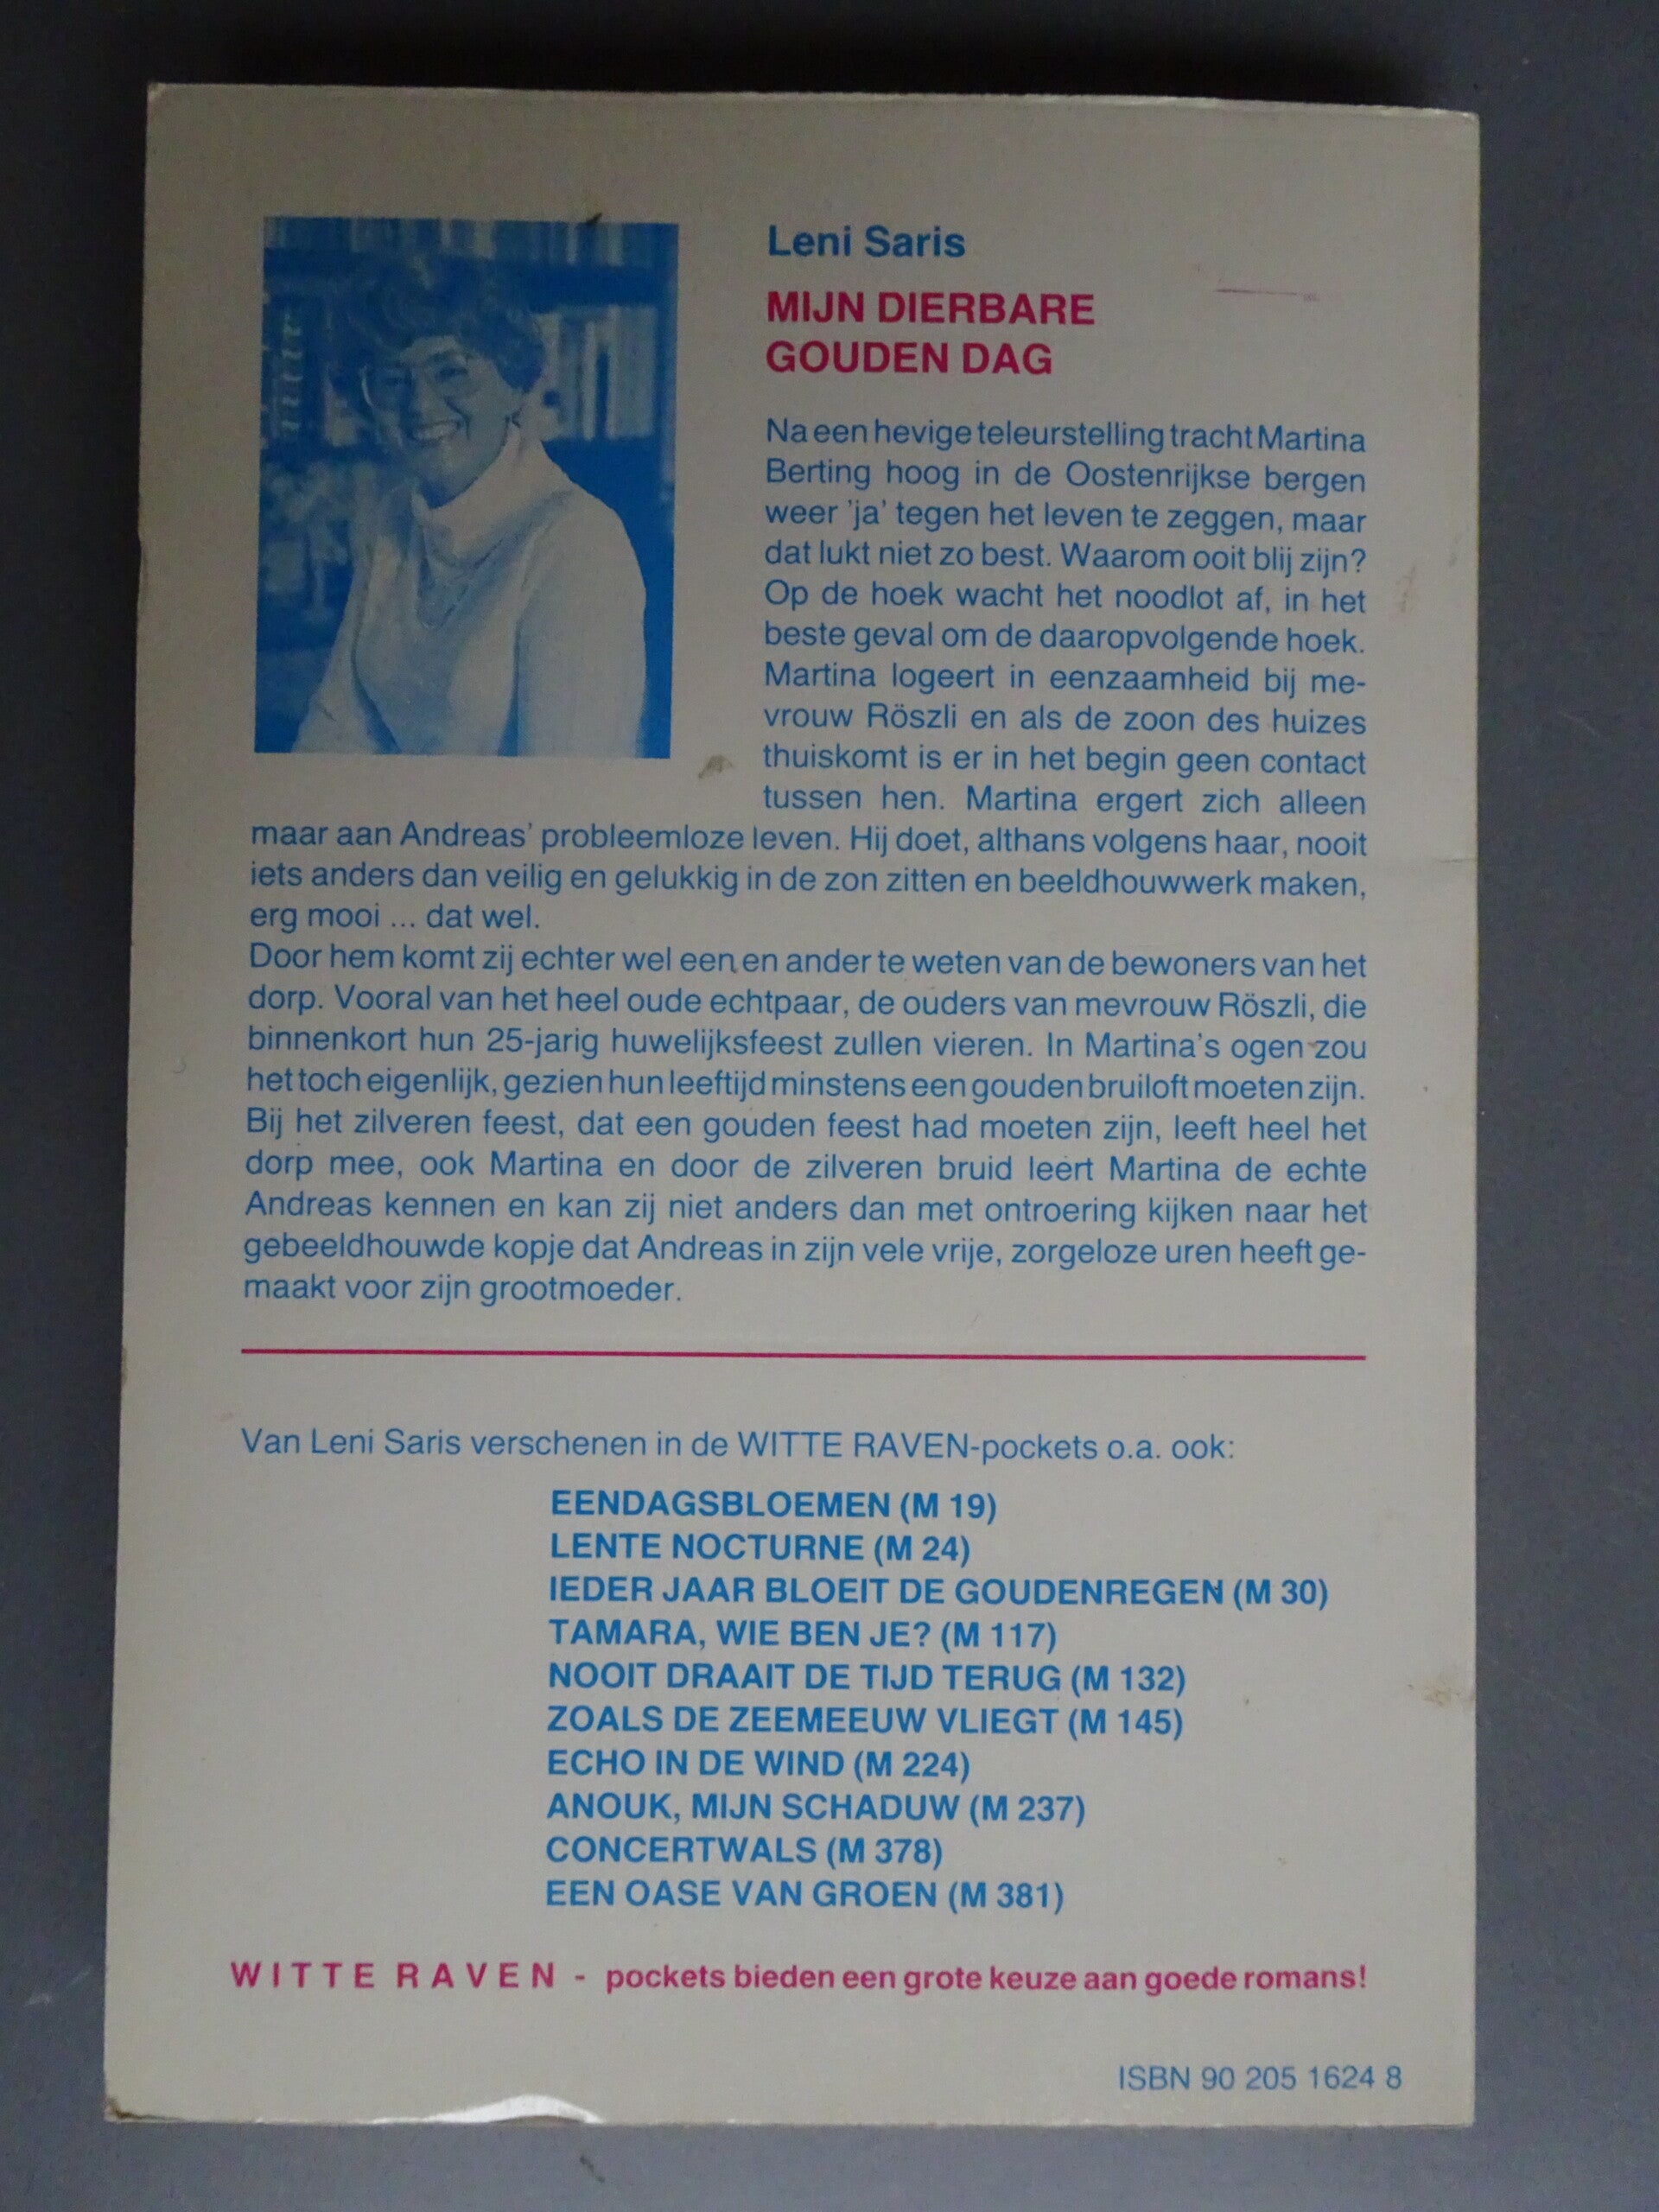 Leni Saris
MIJN DIERBARE
GOUDEN DAG
Na een hevige teleurstelling tracht Martina
Berting hoog in de Oostenrijkse bergen
weer 'ja' tegen het leven te zeggen, maar
dat lukt niet zo best. Waarom ooit blij zijn?
Op de hoek wacht het noodlot af, in het
beste geval om de daaropvolgende hoek.
Martina logeert in eenzaamheid bij me-
vrouw Röszli en als de zoon des huizes
thuiskomt is er in het begin geen contact
tussen hen. Martina ergert zich alleen
maar aan Andreas' probleemloze leven. Hij doet, althans volgens haar, nooit
iets anders dan veilig en gelukkig in de zon zitten en beeldhouwwerk maken,
erg mooi ... dat wel.
Door hem komt zij echter wel een en ander te weten van de bewoners van het
dorp. Vooral van het heel oude echtpaar, de ouders van mevrouw Röszli, die
binnenkort hun 25-jarig huwelijksfeest zullen vieren. In Martina's ogen zou
het toch eigenlijk, gezien hun leeftijd minstens een gouden bruiloft moeten zijn.
Bij het zilveren feest, dat een gouden feest had moeten zijn, leeft heel het
dorp mee, ook Martina en door de zilveren bruid leert Martina de echte
Andreas kennen en kan zij niet anders dan met ontroering kijken naar het
gebeeldhouwde kopje dat Andreas in zijn vele vrije, zorgeloze uren heeft ge-
maakt voor zijn grootmoeder.
Van Leni Saris verschenen in de WITTE RAVEN-pockets o.a. ook:
EENDAGSBLOEMEN (M 19)
LENTE NOCTURNE (M 24)
IEDER JAAR BLOEIT DE GOUDENREGEN (M 30)
TAMARA, WIE BEN JE? (M 117)
NOOIT DRAAIT DE TIJD TERUG (M 132)
ZOALS DE ZEEMEEUW VLIEGT (M 145)
ECHO IN DE WIND (M 224)
ANOUK, MIJN SCHADUW (M 237)
CONCERTWALS (M 378)
EEN OASE VAN GROEN (M 381)
WITTE RAVEN - pockets bieden een grote keuze aan goede romans!
ISBN 90 205 1624 8